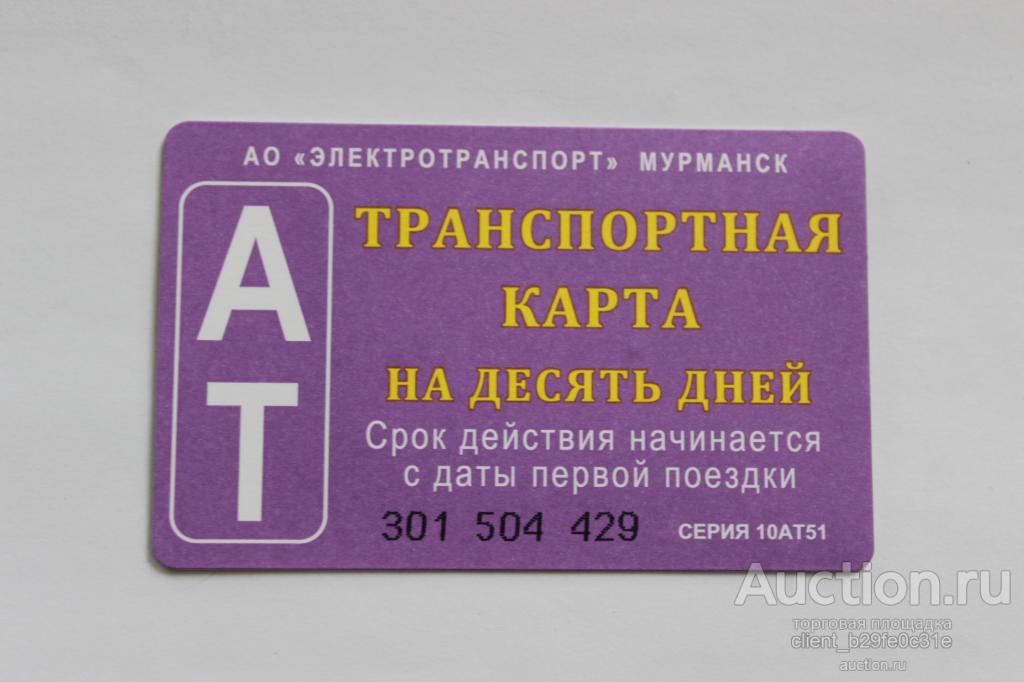 АО «ЭЛЕКТРОТРАНСПОРТ» МУРМАНСК
А
Т
ТРАНСПОРТНАЯ
КАРТА
НА ДЕСЯТЬ ДНЕЙ
Срок действия начинается
с даты первой поездки
301 504 429 СЕРИЯ 10АТ51
Auction.ru
торговая площадка
client_b29fe0c31e
auction.ru